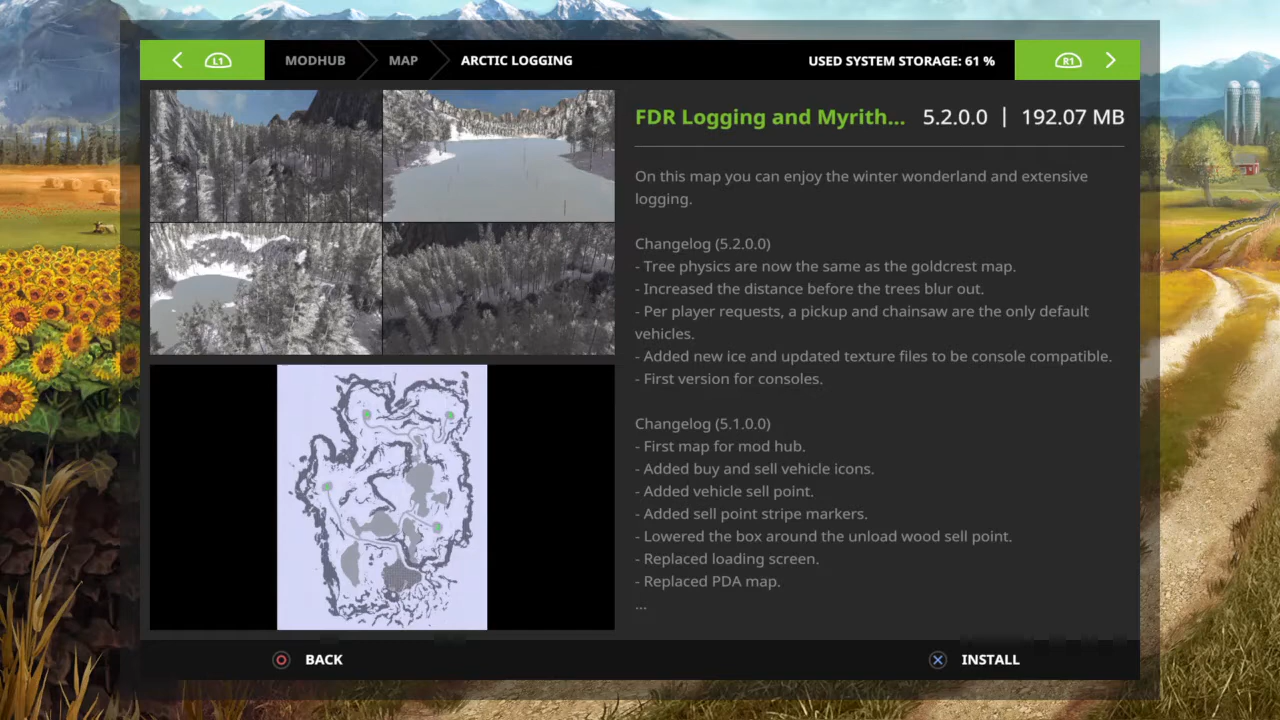 L1
MODHUB
MAP
ARCTIC LOGGING
USED SYSTEM STORAGE: 61 %
R1
FDR Logging and Myrith... 5.2.0.0 | 192.07 MB
On this map you can enjoy the winter wonderland and extensive
logging.
Changelog (5.2.0.0)
- Tree physics are now the same as the goldcrest map.
- Increased the distance before the trees blur out.
- Per player requests, a pickup and chainsaw are the only default
vehicles.
- Added new ice and updated texture files to be console compatible.
- First version for consoles.
Changelog (5.1.0.0)
- First map for mod hub.
- Added buy and sell vehicle icons.
- Added vehicle sell point.
- Added sell point stripe markers.
- Lowered the box around the unload wood sell point.
- Replaced loading screen.
- Replaced PDA map.
...
BACK
INSTALL